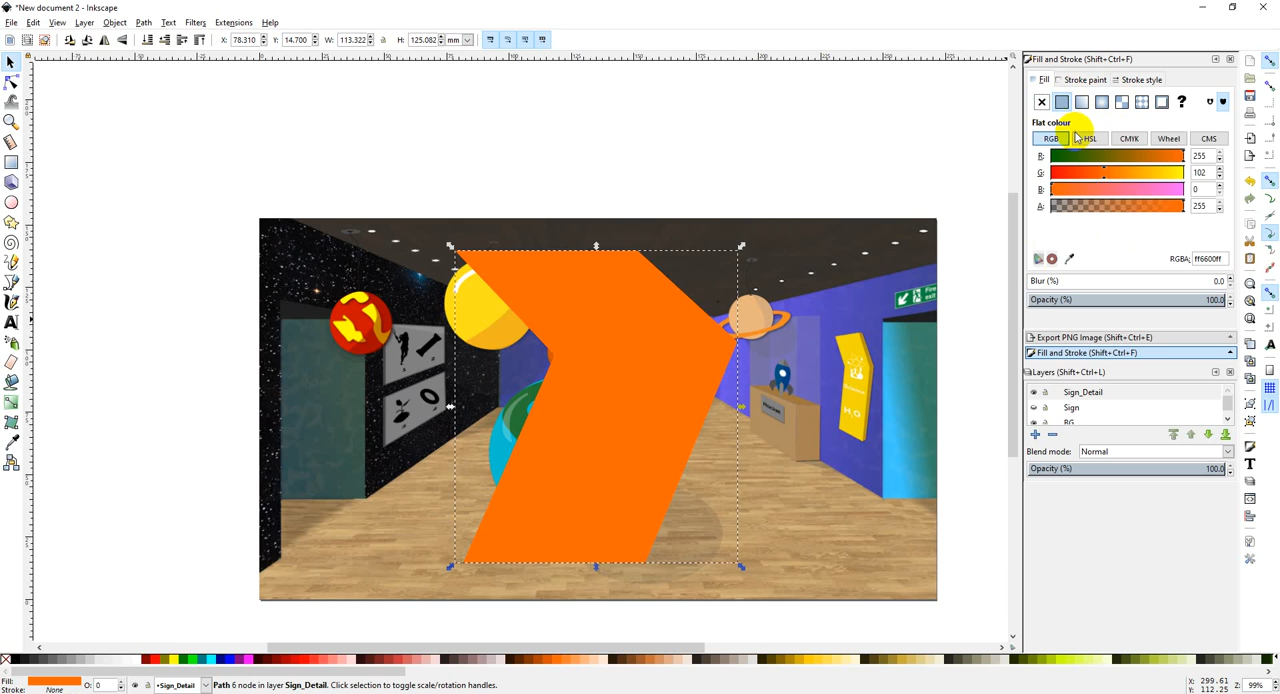 *New document 2 - Inkscape
File Edit View Layer Object Path Text Filters Extensions Help
X: 78.310 Y: 14.700 W: 113.322 H: 125.082 mm
Fill and Stroke (Shift+Ctrl+F)
Fill Stroke paint Stroke style
Flat colour
RGB HSL CMYK Wheel CMS
R: 255
G: 102
B: 0
A: 255
RGBA: ff6600ff
Blur (%) 0.0
Opacity (%) 100.0
Export PNG Image (Shift+Ctrl+E)
Fill and Stroke (Shift+Ctrl+F)
Layers (Shift+Ctrl+L)
Sign_Detail
Sign
BG
Blend mode: Normal
Opacity (%) 100.0
Fire
exit
Science
H2O
Fill:
Stroke: None
O: 0
•Sign_Detail
Path 6 node in layer Sign_Detail. Click selection to toggle scale/rotation handles.
X: 299.61
Y: 112.25
Z: 99%